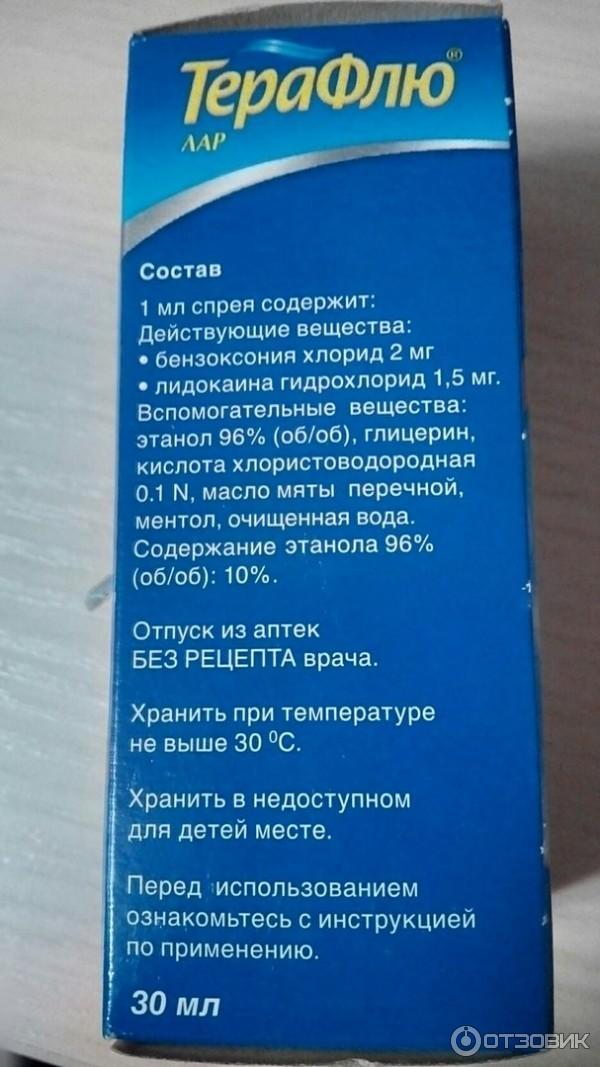 ТераФлю®
ЛАР
Состав
1 мл спрея содержит:
Действующие вещества:
• бензоксония хлорид 2 мг
• лидокаина гидрохлорид 1,5 мг.
Вспомогательные вещества:
этанол 96% (об/об), глицерин,
кислота хлористоводородная
0.1 N, масло мяты перечной,
ментол, очищенная вода.
Содержание этанола 96%
(об/об): 10%.
Отпуск из аптек
БЕЗ РЕЦЕПТА врача.
Хранить при температуре
не выше 30 ⁰С.
Хранить в недоступном
для детей месте.
Перед использованием
ознакомьтесь с инструкцией
по применению.
30 мл
ОТЗОВИК